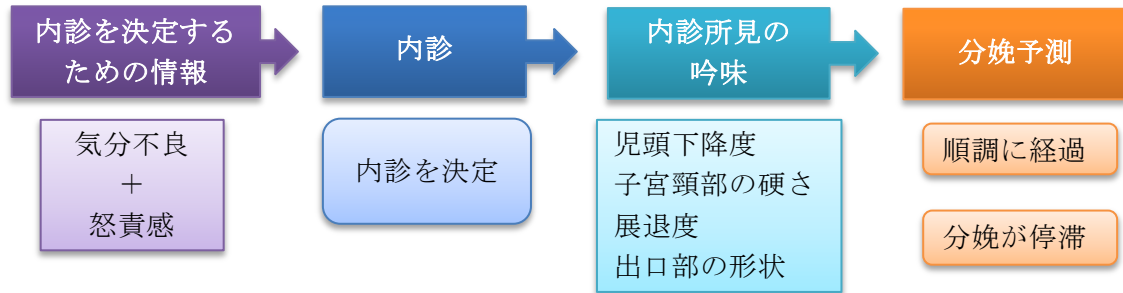 内診を決定する
ための情報
内診
内診所見の
吟味
分娩予測
気分不良
+
怒責感
内診を決定
児頭下降度
子宮頸部の硬さ
展退度
出口部の形状
順調に経過
分娩が停滞